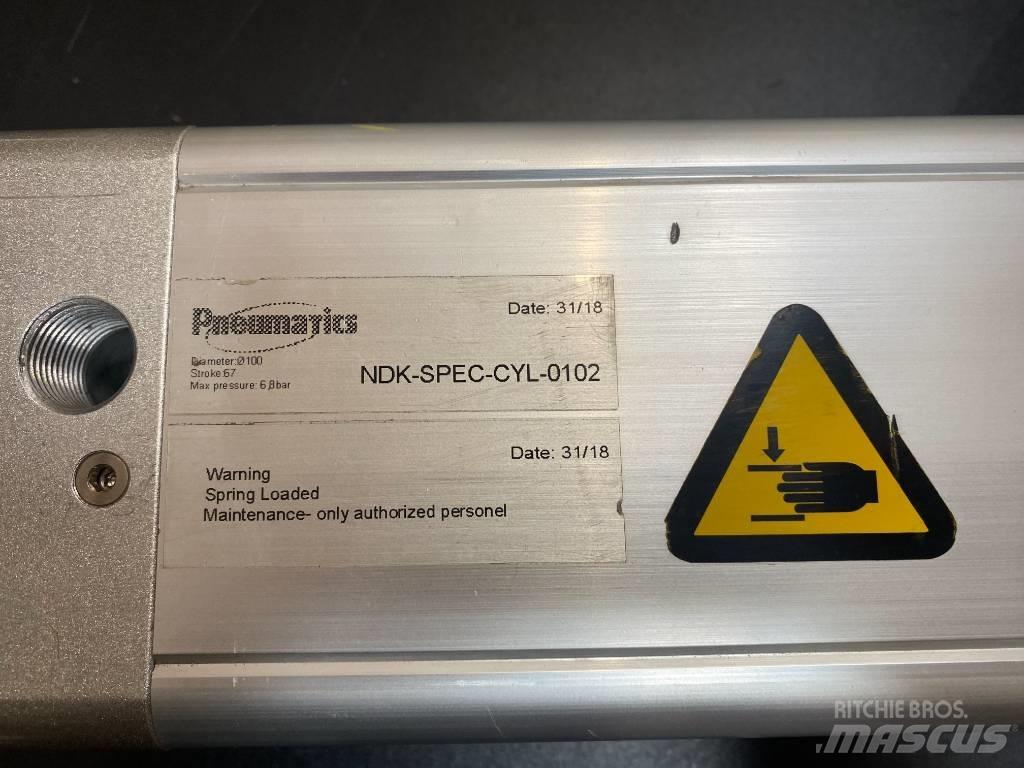 Pneumatics
Date: 31/18
Diameter:Ø100
Stroke:67
Max pressure: 6,8bar
NDK-SPEC-CYL-0102
Date: 31/18
Warning
Spring Loaded
Maintenance- only authorized personel
RITCHIE BROS.
MASCUS